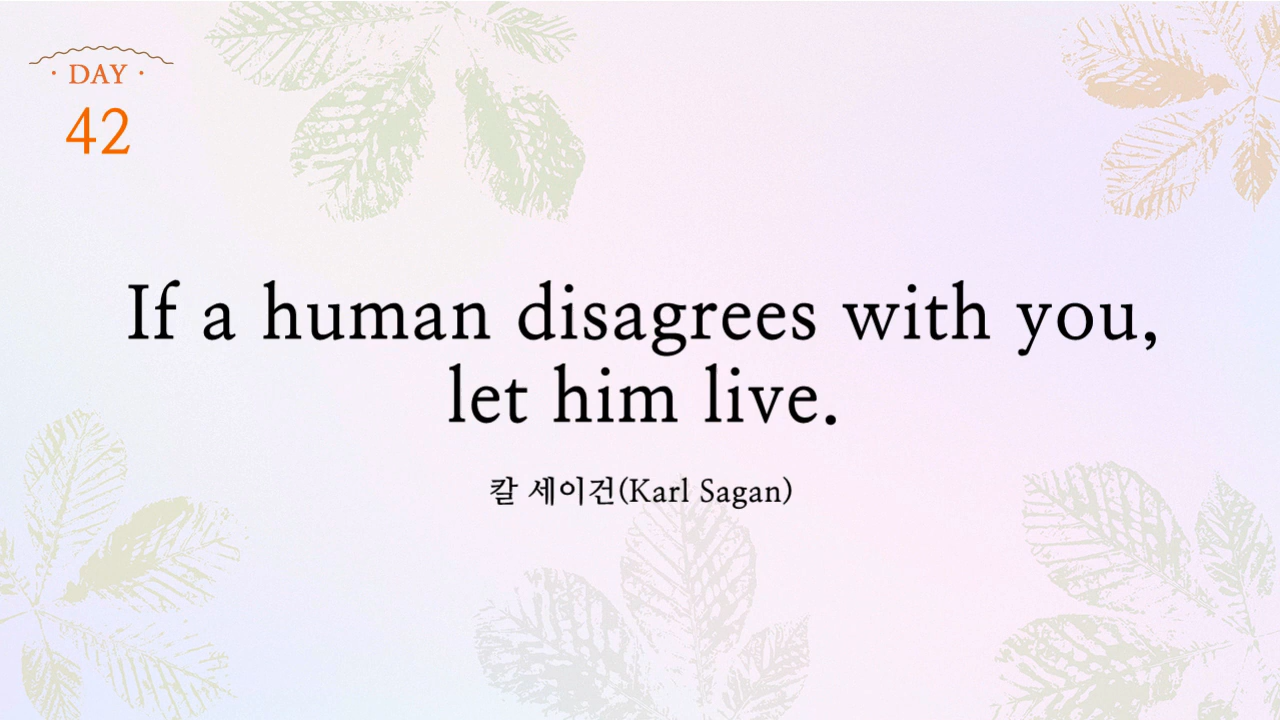 · DAY ·
42
If a human disagrees with you,
let him live.
칼 세이건(Karl Sagan)